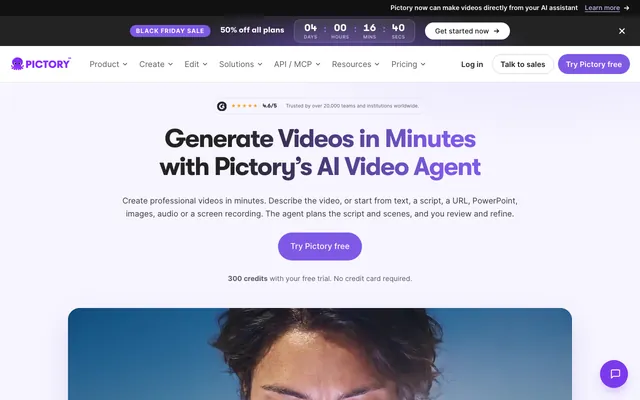 Pictory now can make videos directly from your AI assistant Learn more →
BLACK FRIDAY SALE 50% off all plans 04 : 00 : 16 : 40 Get started now →
DAYS HOURS MINS SECS
PICTORY Product Create Edit Solutions API / MCP Resources Pricing Log in Talk to sales Try Pictory free
G ★★★★★ 4.6/5 Trusted by over 20,000 teams and institutions worldwide.
Generate Videos in Minutes
with Pictory's AI Video Agent
Create professional videos in minutes. Describe the video, or start from text, a script, a URL, PowerPoint,
images, audio or a screen recording. The agent plans the script and scenes, and you review and refine.
Try Pictory free
300 credits with your free trial. No credit card required.